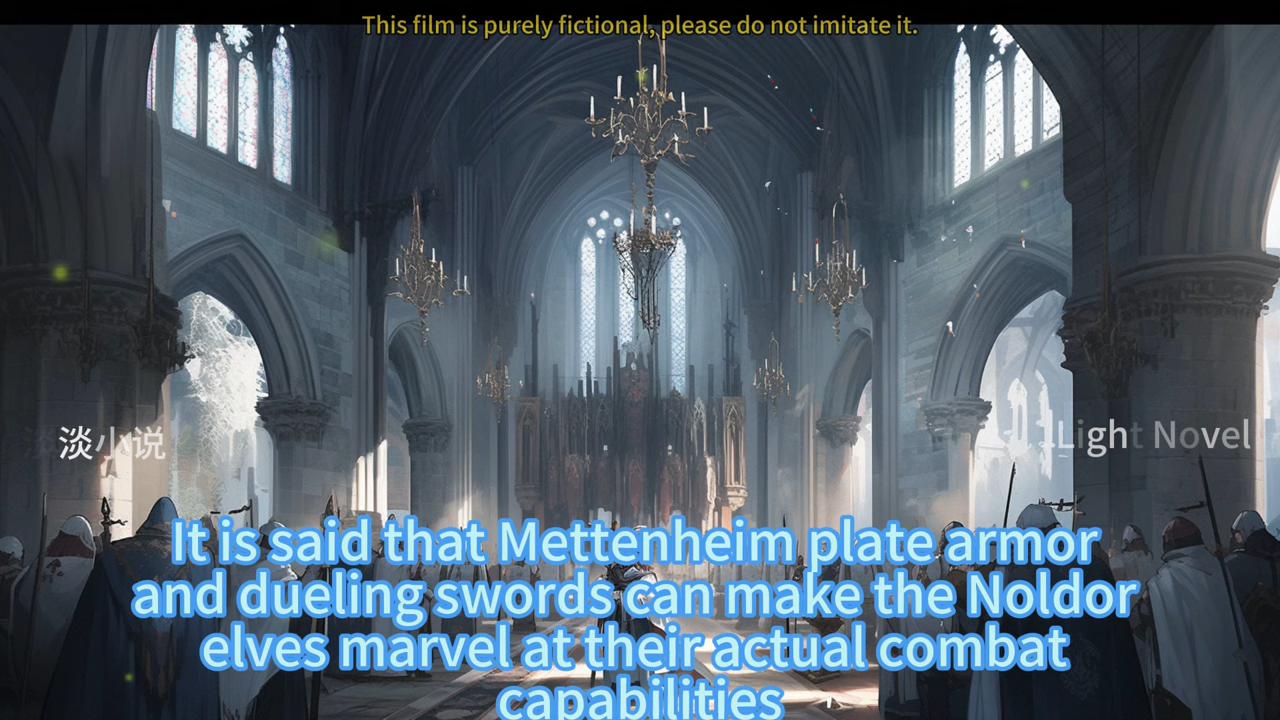 This film is purely fictional, please do not imitate it.
淡小说
Light Novel
It is said that Mettenheim plate armor
and dueling swords can make the Noldor
elves marvel at their actual combat
capabilities